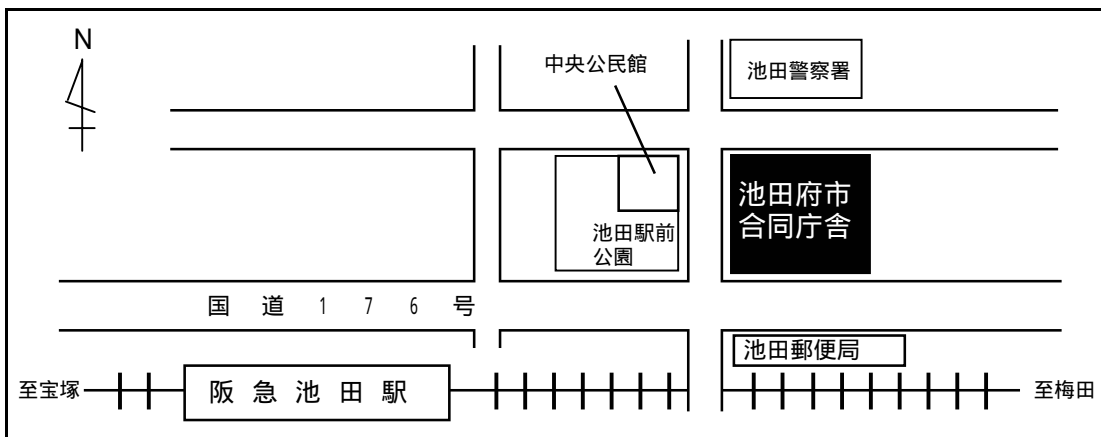 N
中央公民館
池田警察署
池田府市
合同庁舎
池田駅前
公園
国道176号
池田郵便局
至宝塚
阪急池田駅
至梅田